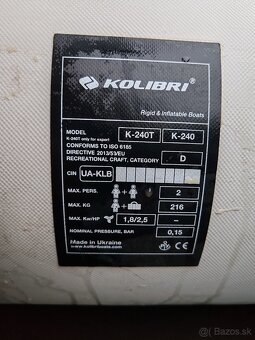 KOLIBRI
Rigid & Inflatable Boats
MODEL K-240T K-240
K-240T only for export
CONFORMS TO ISO 6185
DIRECTIVE 2013/53/EU
RECREATIONAL CRAFT, CATEGORY D
CIN UA-KLB
MAX. PERS. + 2
MAX. KG + 216
MAX. Kw/HP 1,8/2,5 –
NOMINAL PRESSURE, BAR 0,15
Made in Ukraine
www.kolibriboats.com CE
bazos.sk